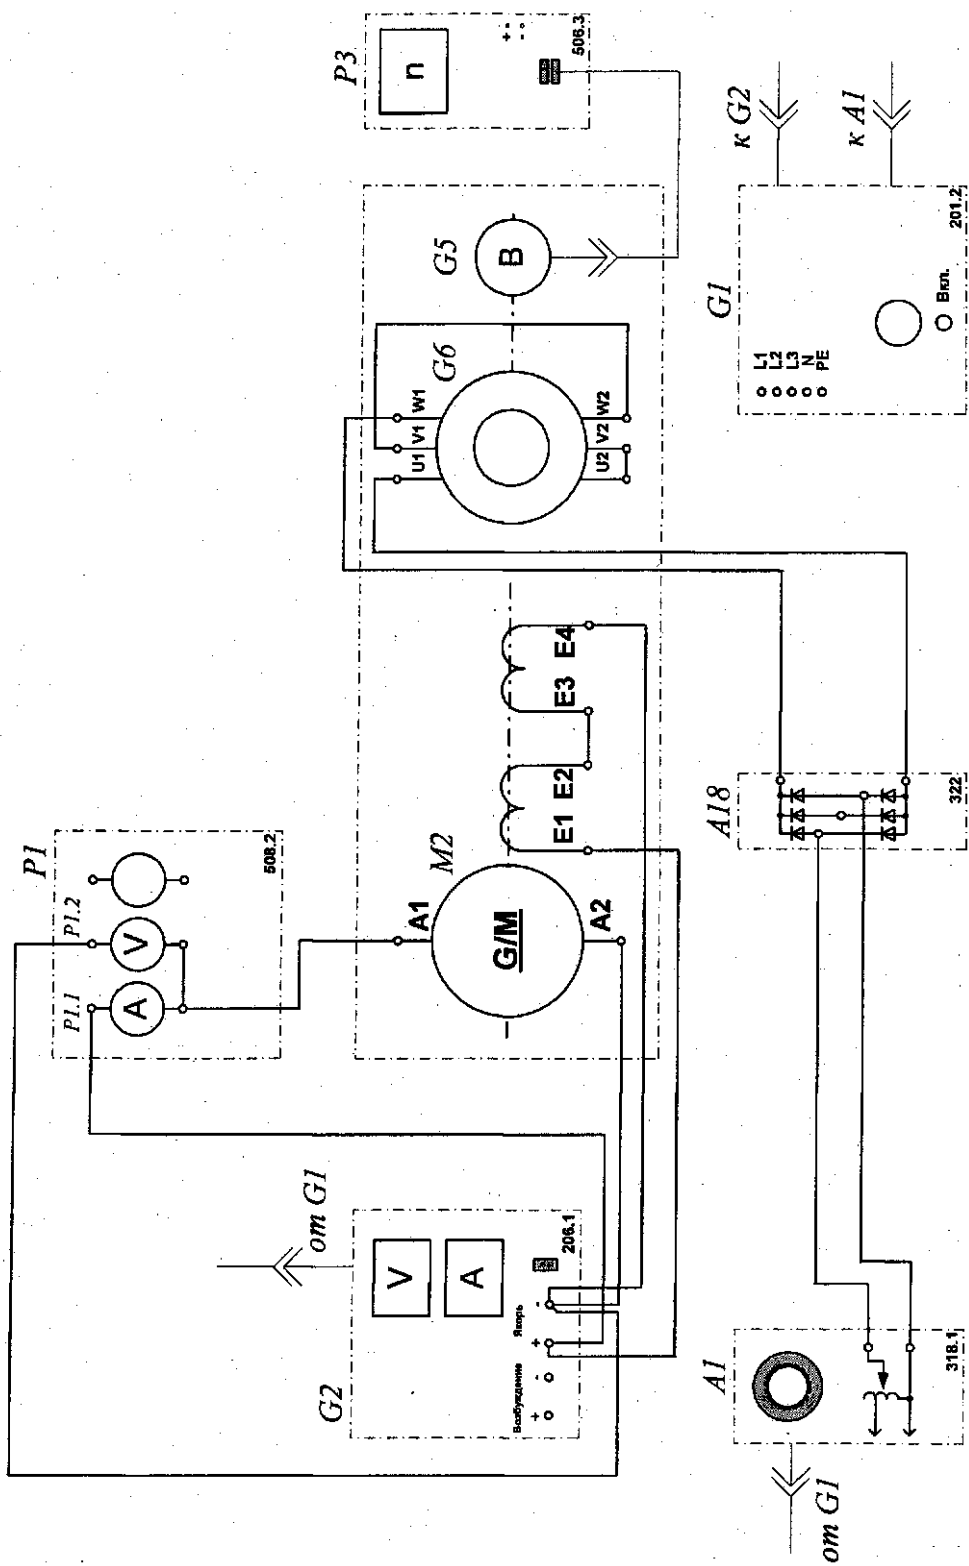 P1
P1.1
P1.2
A
V
508.2
P3
n
+ -
- ○
506.3
от G1
G2
V
A
Возбуждение
Якорь
+ - + -
206.1
M2
G/M
A1
A2
E1 E2
E3 E4
G6
U1 V1 W1
U2 V2 W2
G5
B
A1
318.1
от G1
A18
322
G1
L1
L2
L3
N
PE
Вкл.
201.2
к G2
к A1